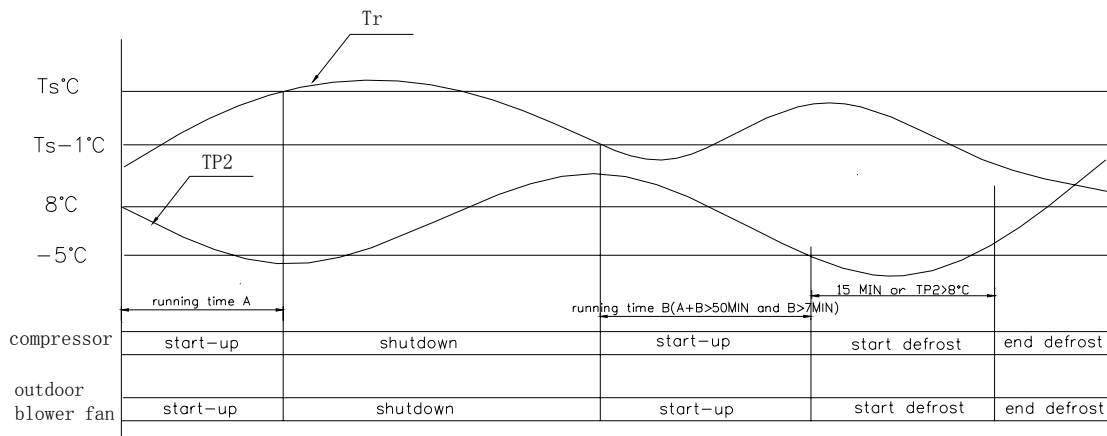 Tr
Ts°C
Ts-1°C
TP2
8°C
-5°C
running time A
15 MIN or TP2>8°C
running time B(A+B>50MIN and B>7MIN)
compressor
start-up shutdown start-up start defrost end defrost
outdoor
blower fan
start-up shutdown start-up start defrost end defrost